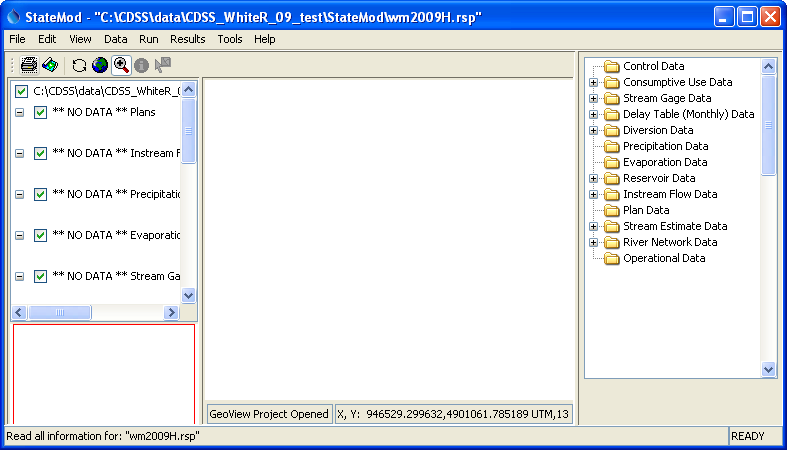 StateMod - "C:\CDSS\data\CDSS_WhiteR_09_test\StateMod\wm2009H.rsp"
File Edit View Data Run Results Tools Help
C:\CDSS\data\CDSS_WhiteR_0
** NO DATA ** Plans
** NO DATA ** Instream F
** NO DATA ** Precipitatio
** NO DATA ** Evaporatio
** NO DATA ** Stream Ga
GeoView Project Opened
X, Y: 946529.299632,4901061.785189 UTM,13
Control Data
Consumptive Use Data
Stream Gage Data
Delay Table (Monthly) Data
Diversion Data
Precipitation Data
Evaporation Data
Reservoir Data
Instream Flow Data
Plan Data
Stream Estimate Data
River Network Data
Operational Data
Read all information for: "wm2009H.rsp"
READY